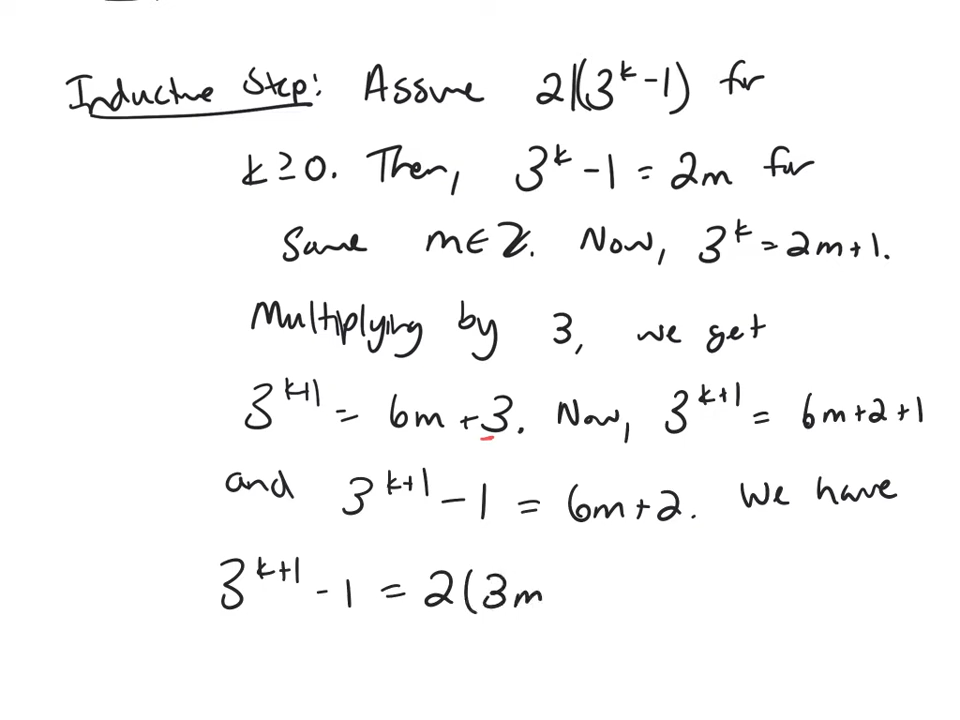 Inductive Step: Assume 2|(3^k - 1) for
k ≥ 0. Then, 3^k - 1 = 2m for
some m ∈ ℤ. Now, 3^k = 2m + 1.
Multiplying by 3, we get
3^{k+1} = 6m + 3. Now, 3^{k+1} = 6m + 2 + 1
and 3^{k+1} - 1 = 6m + 2. We have
3^{k+1} - 1 = 2(3m